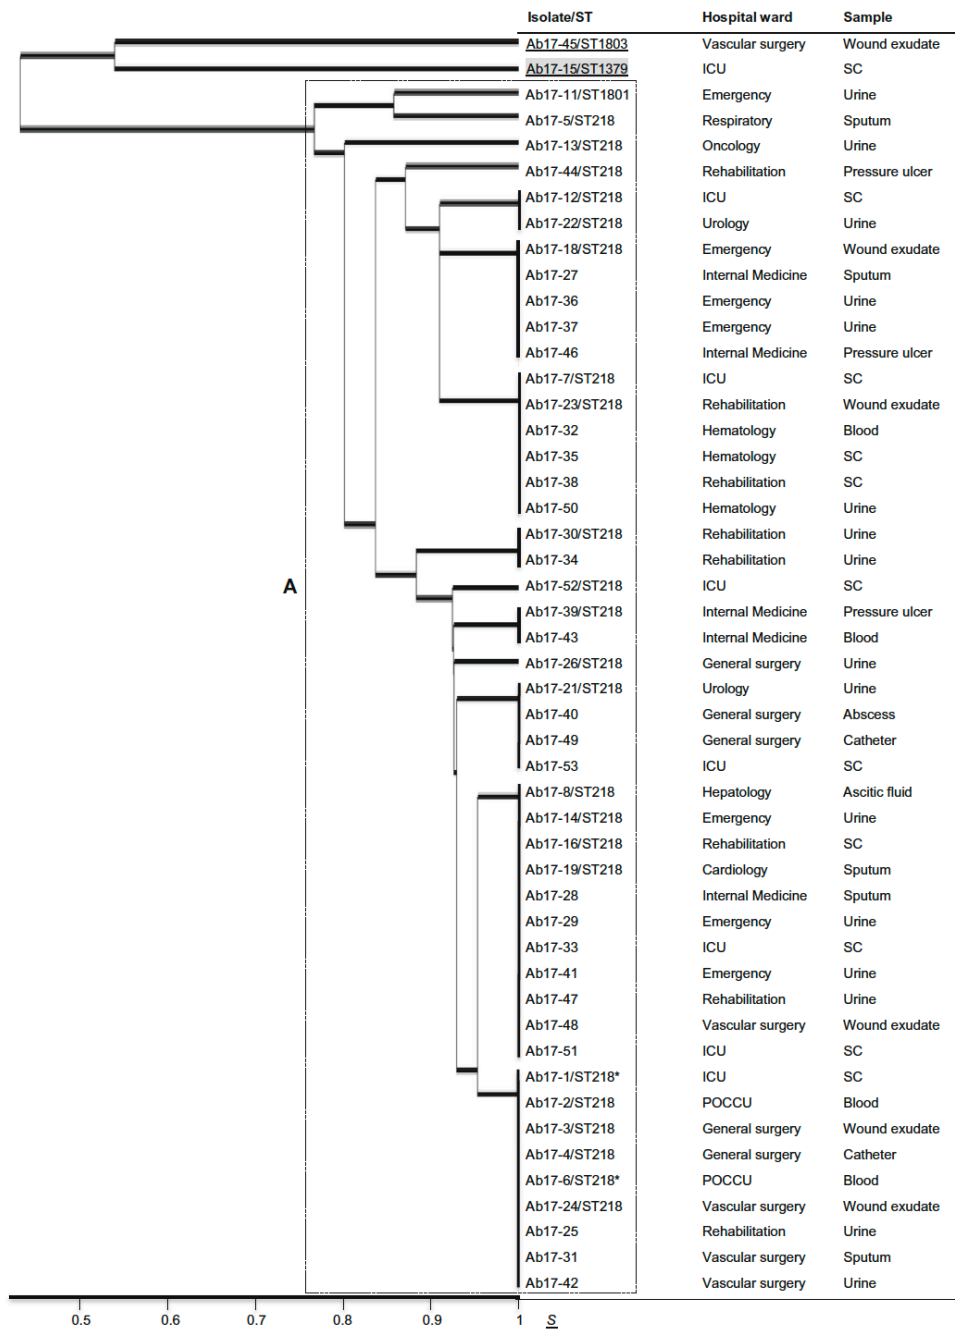 Isolate/ST Hospital ward Sample
Ab17-45/ST1803 Vascular surgery Wound exudate
Ab17-15/ST1379 ICU SC
Ab17-11/ST1801 Emergency Urine
Ab17-5/ST218 Respiratory Sputum
Ab17-13/ST218 Oncology Urine
Ab17-44/ST218 Rehabilitation Pressure ulcer
Ab17-12/ST218 ICU SC
Ab17-22/ST218 Urology Urine
Ab17-18/ST218 Emergency Wound exudate
Ab17-27 Internal Medicine Sputum
Ab17-36 Emergency Urine
Ab17-37 Emergency Urine
Ab17-46 Internal Medicine Pressure ulcer
Ab17-7/ST218 ICU SC
Ab17-23/ST218 Rehabilitation Wound exudate
Ab17-32 Hematology Blood
Ab17-35 Hematology SC
Ab17-38 Rehabilitation SC
Ab17-50 Hematology Urine
Ab17-30/ST218 Rehabilitation Urine
Ab17-34 Rehabilitation Urine
A Ab17-52/ST218 ICU SC
Ab17-39/ST218 Internal Medicine Pressure ulcer
Ab17-43 Internal Medicine Blood
Ab17-26/ST218 General surgery Urine
Ab17-21/ST218 Urology Urine
Ab17-40 General surgery Abscess
Ab17-49 General surgery Catheter
Ab17-53 ICU SC
Ab17-8/ST218 Hepatology Ascitic fluid
Ab17-14/ST218 Emergency Urine
Ab17-16/ST218 Rehabilitation SC
Ab17-19/ST218 Cardiology Sputum
Ab17-28 Internal Medicine Sputum
Ab17-29 Emergency Urine
Ab17-33 ICU SC
Ab17-41 Emergency Urine
Ab17-47 Rehabilitation Urine
Ab17-48 Vascular surgery Wound exudate
Ab17-51 ICU SC
Ab17-1/ST218* ICU SC
Ab17-2/ST218 POCCU Blood
Ab17-3/ST218 General surgery Wound exudate
Ab17-4/ST218 General surgery Catheter
Ab17-6/ST218* POCCU Blood
Ab17-24/ST218 Vascular surgery Wound exudate
Ab17-25 Rehabilitation Urine
Ab17-31 Vascular surgery Sputum
Ab17-42 Vascular surgery Urine
0.5 0.6 0.7 0.8 0.9 1 S